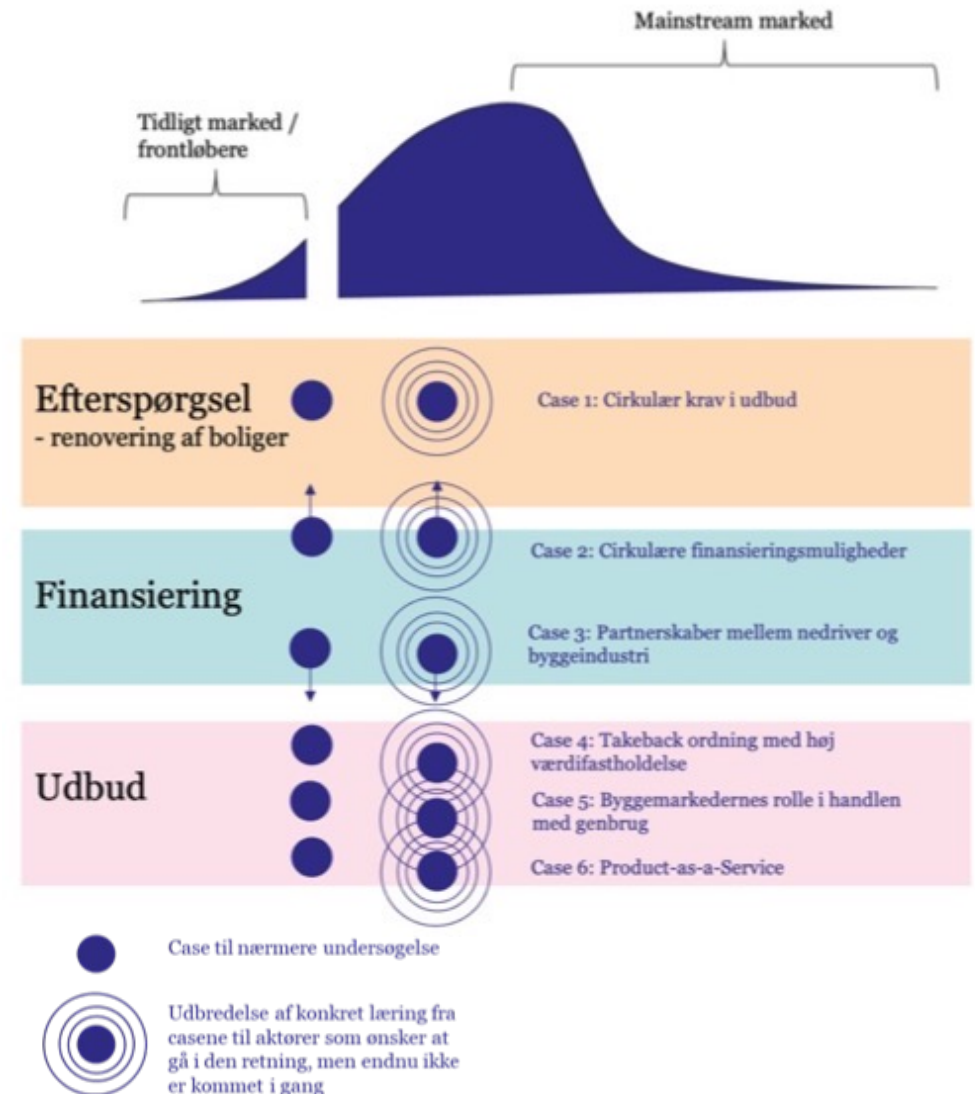 Mainstream marked
Tidligt marked /
frontløbere
Efterspørgsel
- renovering af boliger
Case 1: Cirkulær krav i udbud
Finansiering
Case 2: Cirkulære finansieringsmuligheder
Case 3: Partnerskaber mellem nedriver og
byggeindustri
Udbud
Case 4: Takeback ordning med høj
værdifastholdelse
Case 5: Byggemarkedernes rolle i handlen
med genbrug
Case 6: Product-as-a-Service
Case til nærmere undersøgelse
Udbredelse af konkret læring fra
casene til aktører som ønsker at
gå i den retning, men endnu ikke
er kommet i gang